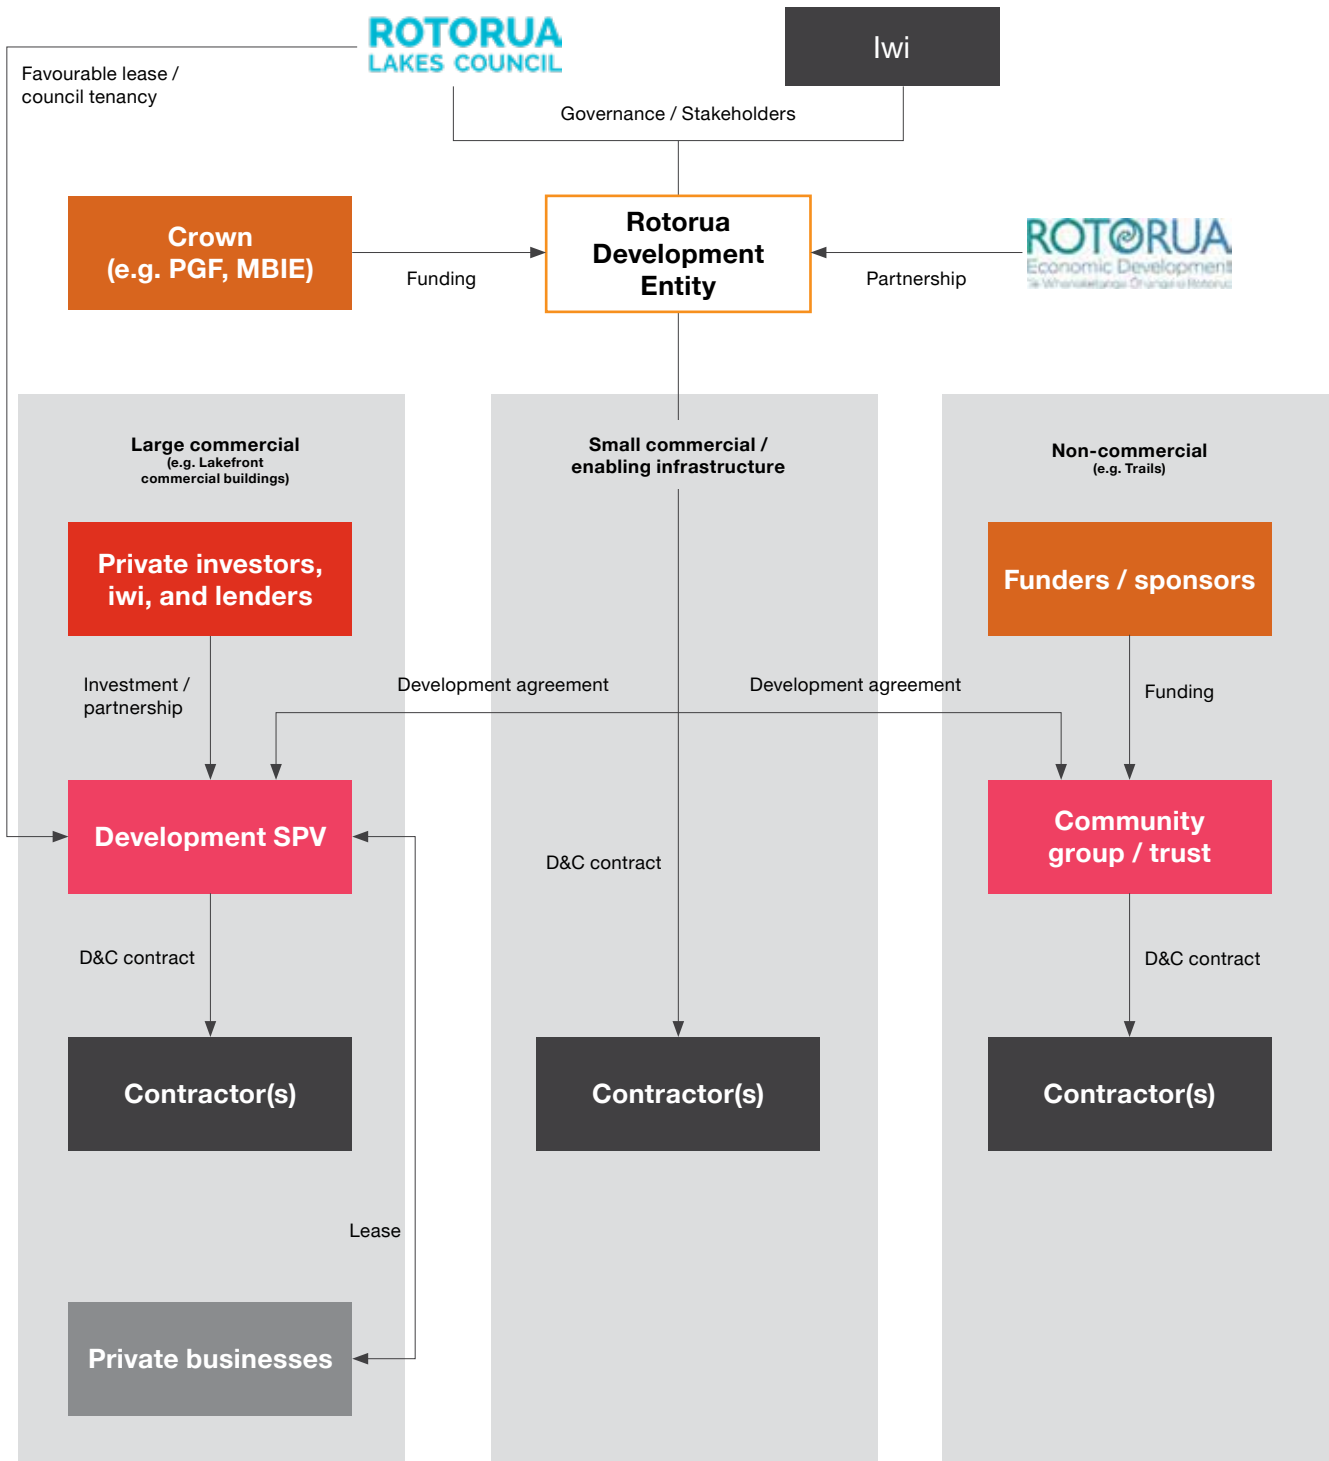 ROTORUA
LAKES COUNCIL
Iwi
Favourable lease /
council tenancy
Governance / Stakeholders
Crown
(e.g. PGF, MBIE)
Funding
Rotorua
Development
Entity
Partnership
ROTORUA
Economic Development
Large commercial
(e.g. Lakefront
commercial buildings)
Small commercial /
enabling infrastructure
Non-commercial
(e.g. Trails)
Private investors,
iwi, and lenders
Funders / sponsors
Investment /
partnership
Development agreement
Development agreement
Funding
Development SPV
Community
group / trust
D&C contract
D&C contract
D&C contract
Contractor(s)
Contractor(s)
Contractor(s)
Lease
Private businesses